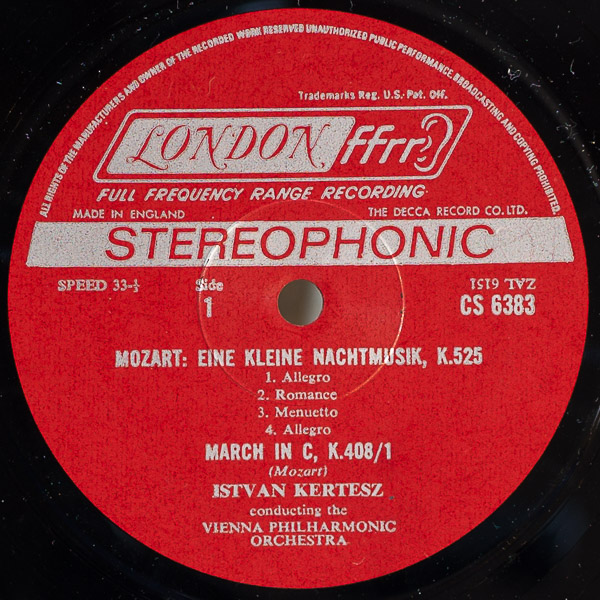 ALL RIGHTS OF THE MANUFACTURERS AND OWNER OF THE RECORDED WORK RESERVED UNAUTHORIZED PUBLIC PERFORMANCE, BROADCASTING AND COPYING PROHIBITED.
Trademarks Reg. U.S. Pat. Off.
LONDON ffrr
FULL FREQUENCY RANGE RECORDING
MADE IN ENGLAND THE DECCA RECORD CO. LTD.
STEREOPHONIC
SPEED 33-⅓ Side ZAL 6151
1 CS 6383
MOZART: EINE KLEINE NACHTMUSIK, K.525
1. Allegro
2. Romance
3. Menuetto
4. Allegro
MARCH IN C, K.408/1
(Mozart)
ISTVAN KERTESZ
conducting the
VIENNA PHILHARMONIC
ORCHESTRA